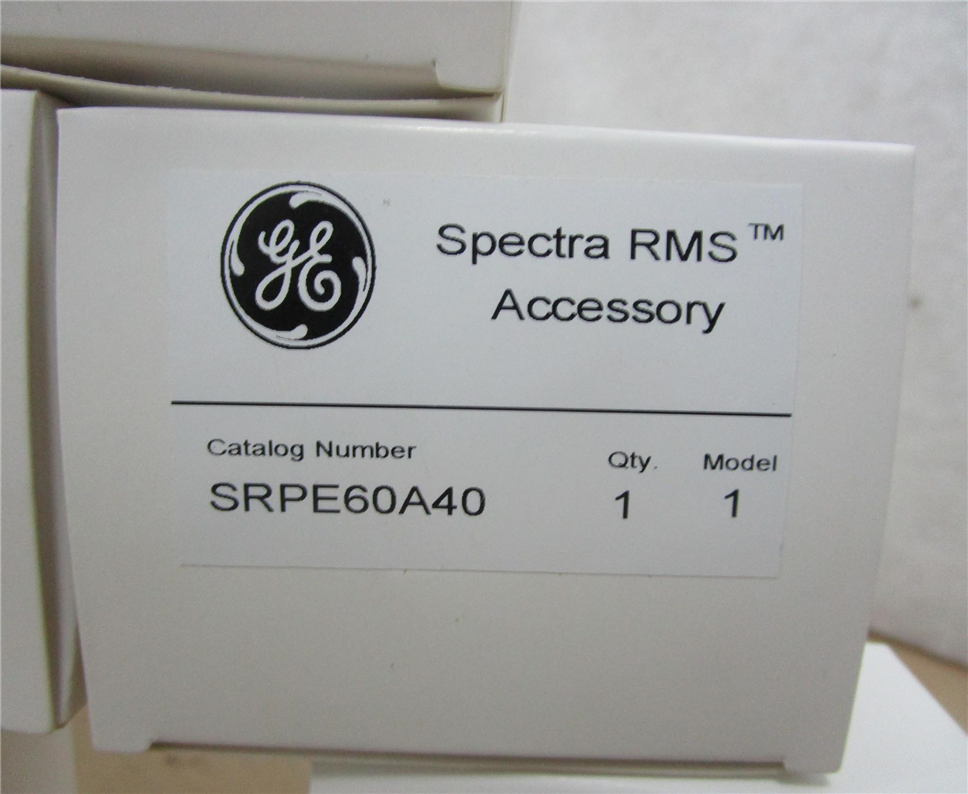 GE
Spectra RMS™
Accessory
Catalog Number Qty. Model
SRPE60A40 1 1